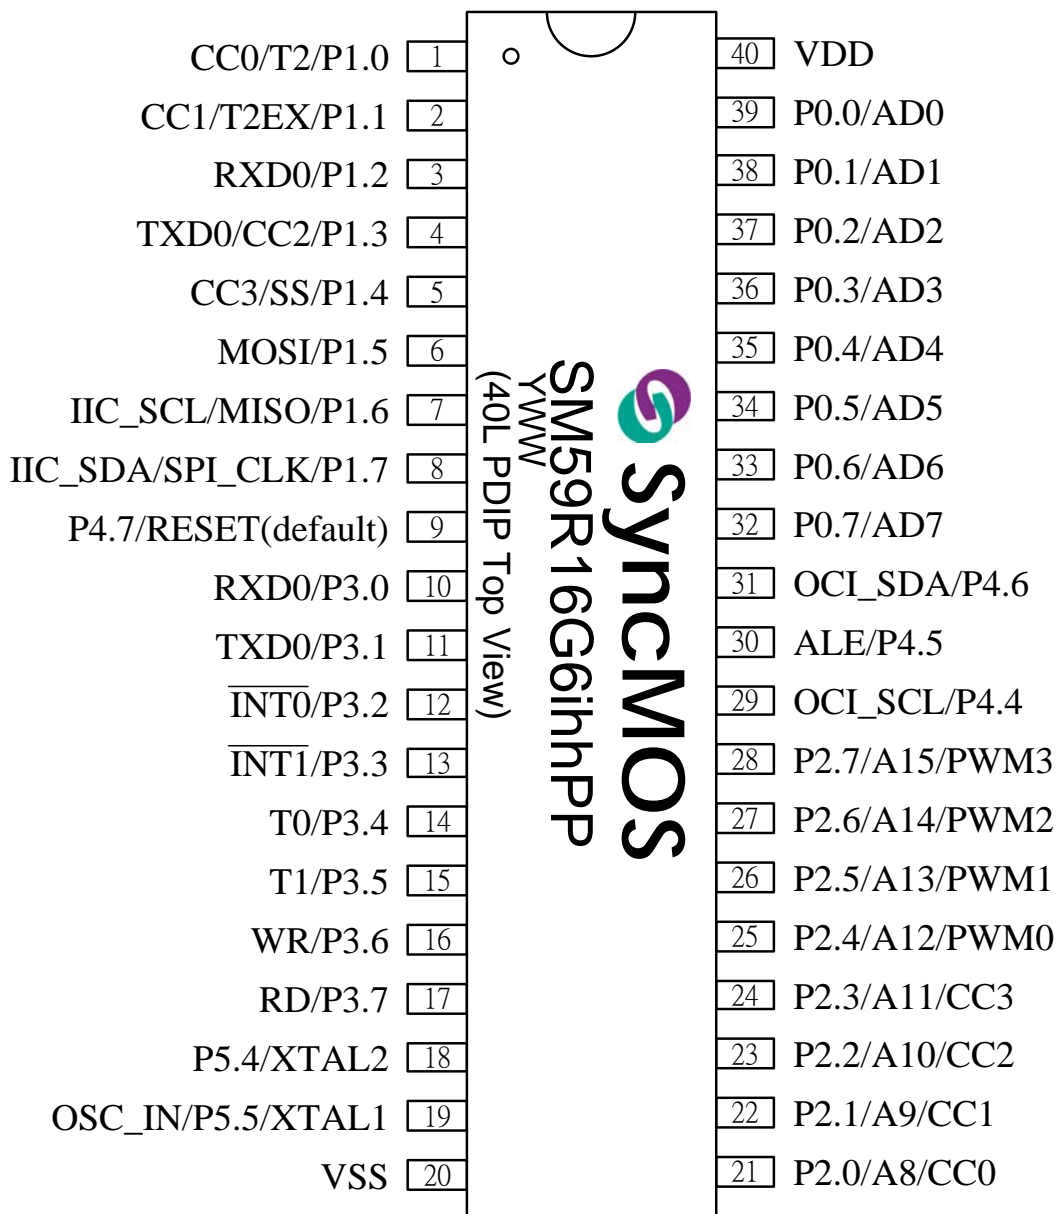 CC0/T2/P1.0 1
CC1/T2EX/P1.1 2
RXD0/P1.2 3
TXD0/CC2/P1.3 4
CC3/SS/P1.4 5
MOSI/P1.5 6
IIC_SCL/MISO/P1.6 7
IIC_SDA/SPI_CLK/P1.7 8
P4.7/RESET(default) 9
RXD0/P3.0 10
TXD0/P3.1 11
INT0/P3.2 12
INT1/P3.3 13
T0/P3.4 14
T1/P3.5 15
WR/P3.6 16
RD/P3.7 17
P5.4/XTAL2 18
OSC_IN/P5.5/XTAL1 19
VSS 20
SyncMOS
SM59R16G6ihhPP
YWW
(40L PDIP Top View)
40 VDD
39 P0.0/AD0
38 P0.1/AD1
37 P0.2/AD2
36 P0.3/AD3
35 P0.4/AD4
34 P0.5/AD5
33 P0.6/AD6
32 P0.7/AD7
31 OCI_SDA/P4.6
30 ALE/P4.5
29 OCI_SCL/P4.4
28 P2.7/A15/PWM3
27 P2.6/A14/PWM2
26 P2.5/A13/PWM1
25 P2.4/A12/PWM0
24 P2.3/A11/CC3
23 P2.2/A10/CC2
22 P2.1/A9/CC1
21 P2.0/A8/CC0